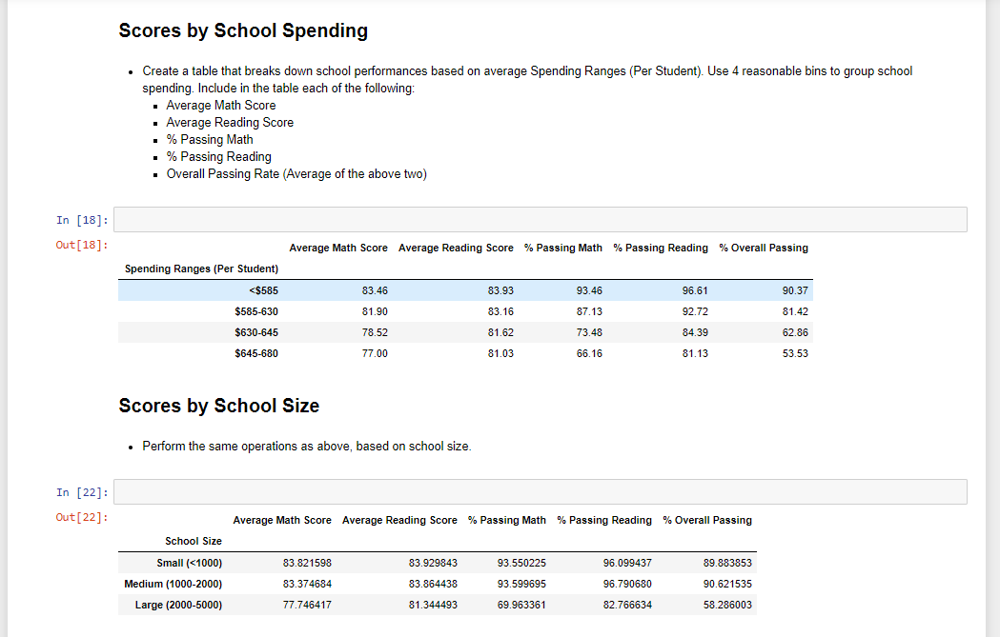 Scores by School Spending
• Create a table that breaks down school performances based on average Spending Ranges (Per Student). Use 4 reasonable bins to group school
spending. Include in the table each of the following:
▪ Average Math Score
▪ Average Reading Score
▪ % Passing Math
▪ % Passing Reading
▪ Overall Passing Rate (Average of the above two)
In [18]:
Out[18]:
Average Math Score Average Reading Score % Passing Math % Passing Reading % Overall Passing
Spending Ranges (Per Student)
<$585 83.46 83.93 93.46 96.61 90.37
$585-630 81.90 83.16 87.13 92.72 81.42
$630-645 78.52 81.62 73.48 84.39 62.86
$645-680 77.00 81.03 66.16 81.13 53.53
Scores by School Size
• Perform the same operations as above, based on school size.
In [22]:
Out[22]:
Average Math Score Average Reading Score % Passing Math % Passing Reading % Overall Passing
School Size
Small (<1000) 83.821598 83.929843 93.550225 96.099437 89.883853
Medium (1000-2000) 83.374684 83.864438 93.599695 96.790680 90.621535
Large (2000-5000) 77.746417 81.344493 69.963361 82.766634 58.286003